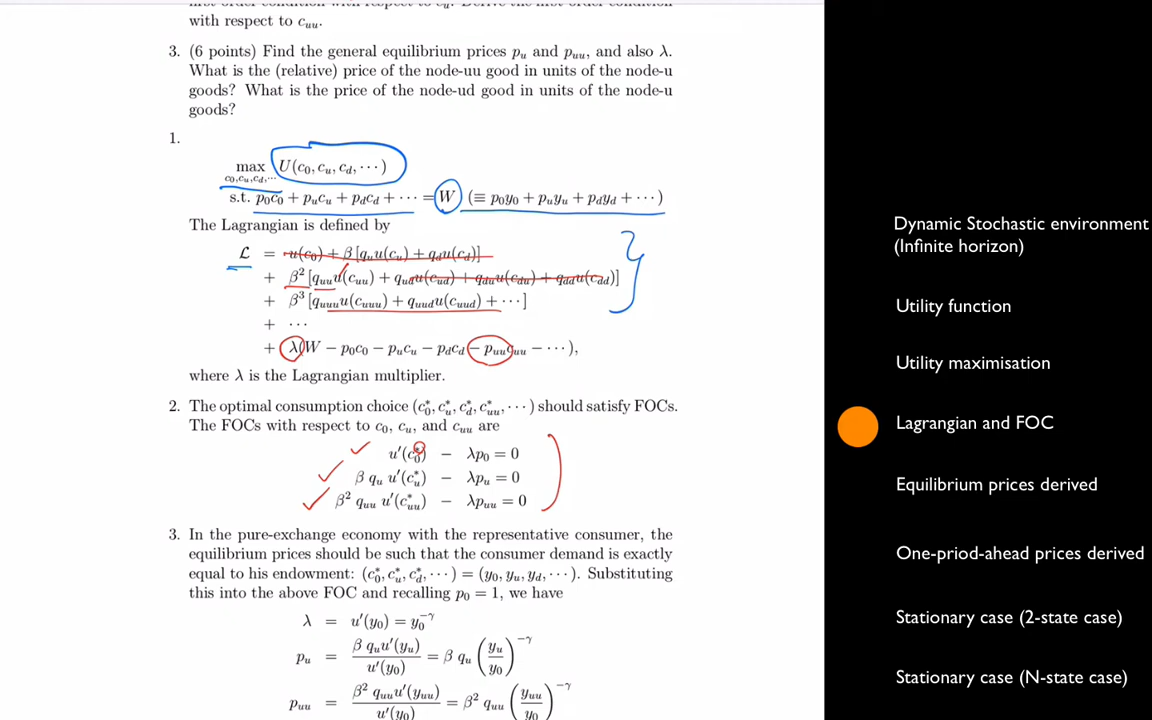 with respect to c_uu.
3. (6 points) Find the general equilibrium prices p_u and p_uu, and also λ.
What is the (relative) price of the node-uu good in units of the node-u
goods? What is the price of the node-ud good in units of the node-u
goods?
1.
max U(c_0, c_u, c_d, ⋯)
c_0,c_u,c_d,⋯
s.t. p_0c_0 + p_uc_u + p_dc_d + ⋯ = W (≡ p_0y_0 + p_uy_u + p_dy_d + ⋯)
The Lagrangian is defined by
ℒ = u(c_0) + β [q_uu(c_u) + q_du(c_d)]
+ β² [q_uuu(c_uu) + q_udu(c_ud) + q_duu(c_du) + q_ddu(c_dd)]
+ β³ [q_uuuu(c_uuu) + q_uudu(c_uud) + ⋯]
+ ⋯
+ λ(W − p_0c_0 − p_uc_u − p_dc_d − p_uuc_uu − ⋯),
where λ is the Lagrangian multiplier.
2. The optimal consumption choice (c*_0, c*_u, c*_d, c*_uu, ⋯) should satisfy FOCs.
The FOCs with respect to c_0, c_u, and c_uu are
u′(c*_0) − λp_0 = 0
β q_u u′(c*_u) − λp_u = 0
β² q_uu u′(c*_uu) − λp_uu = 0
3. In the pure-exchange economy with the representative consumer, the
equilibrium prices should be such that the consumer demand is exactly
equal to his endowment: (c*_0, c*_u, c*_d, ⋯) = (y_0, y_u, y_d, ⋯). Substituting
this into the above FOC and recalling p_0 = 1, we have
λ = u′(y_0) = y_0^−γ
p_u = β q_uu′(y_u) / u′(y_0) = β q_u (y_u / y_0)^−γ
p_uu = β² q_uuu′(y_uu) / u′(y_0) = β² q_uu (y_uu / y_0)^−γ
Dynamic Stochastic environment
(Infinite horizon)
Utility function
Utility maximisation
Lagrangian and FOC
Equilibrium prices derived
One-priod-ahead prices derived
Stationary case (2-state case)
Stationary case (N-state case)